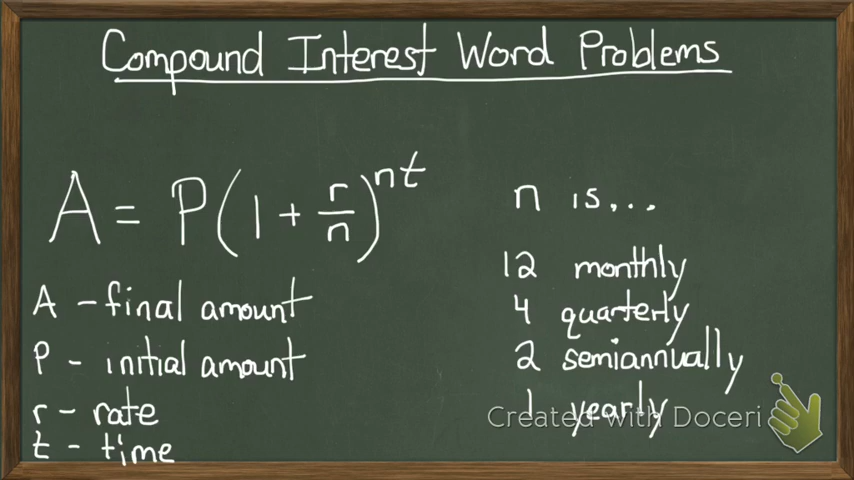 Compound Interest Word Problems
A = P(1 + r/n)^nt
A - final amount
P - initial amount
r - rate
t - time
n is...
12 monthly
4 quarterly
2 semiannually
1 yearly
Created with Doceri